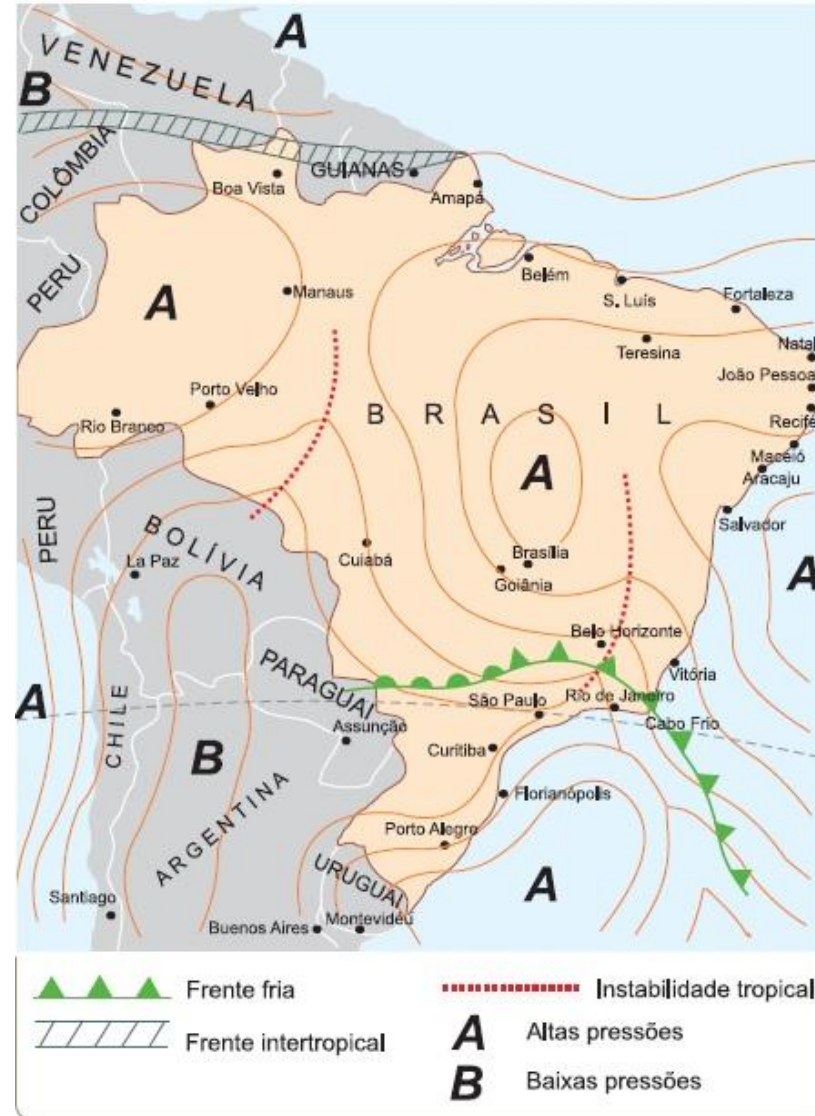 A
VENEZUELA
B
COLÔMBIA
GUIANAS
Boa Vista
Amapá
PERU
Belém
A
Manaus
S. Luís
Fortaleza
Teresina
Natal
João Pessoa
Porto Velho
BRASIL
Rio Branco
Recife
Macéió
A
Aracaju
PERU
Salvador
BOLÍVIA
La Paz
Cuiabá
Brasília
Goiânia
A
Belo Horizonte
PARAGUAI
Vitória
A
CHILE
São Paulo
Rio de Janeiro
Cabo Frio
Assunção
B
Curitiba
ARGENTINA
Florianópolis
Porto Alegre
A
URUGUAI
Santiago
Buenos Aires
Montevidéu
Frente fria
Instabilidade tropical
Frente intertropical
A Altas pressões
B Baixas pressões